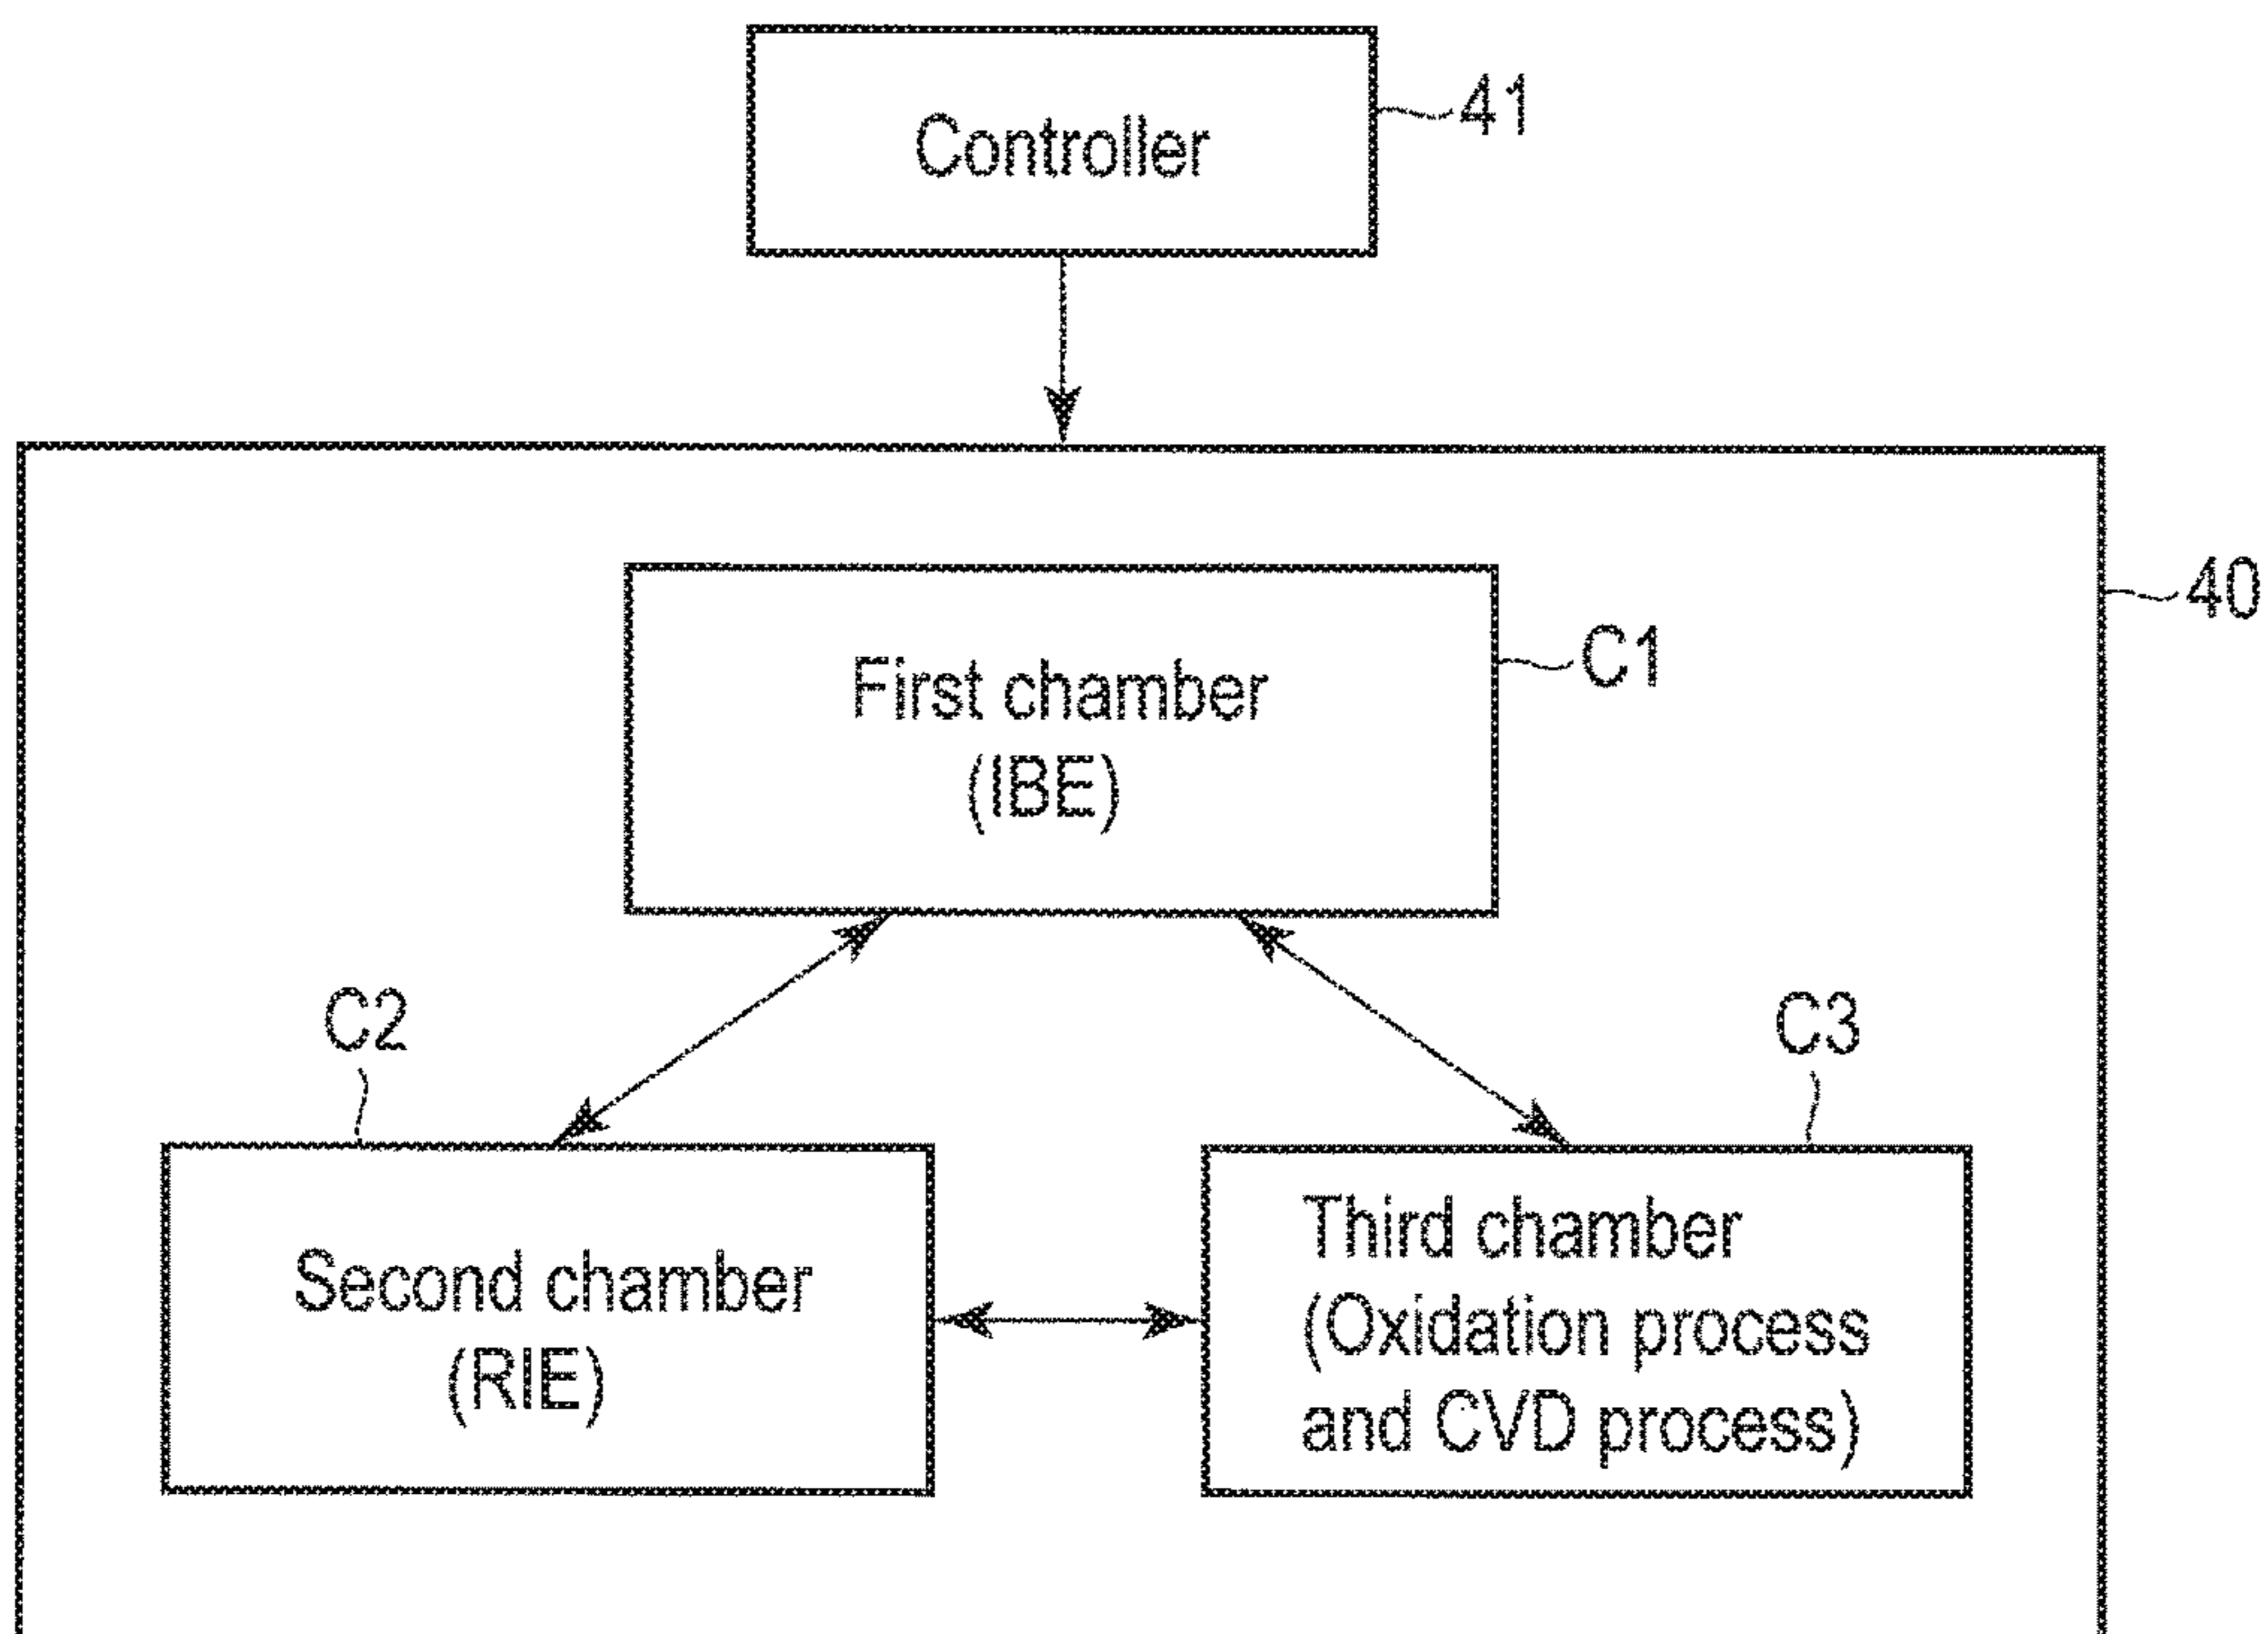 Controller
41
40
First chamber
(IBE)
C1
C2
C3
Second chamber
(RIE)
Third chamber
(Oxidation process
and CVD process)